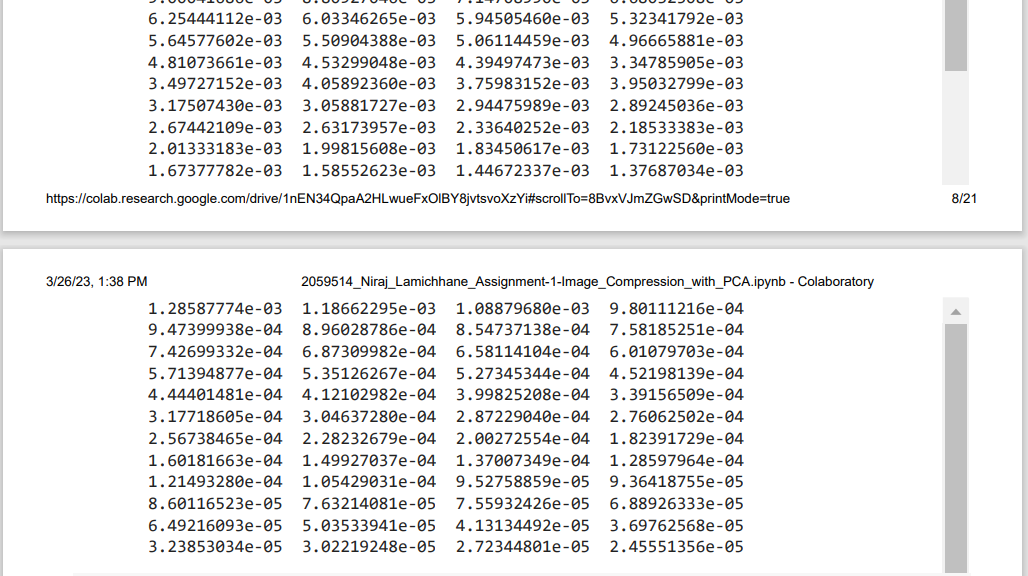 6.25444112e-03 6.03346265e-03 5.94505460e-03 5.32341792e-03
5.64577602e-03 5.50904388e-03 5.06114459e-03 4.96665881e-03
4.81073661e-03 4.53299048e-03 4.39497473e-03 3.34785905e-03
3.49727152e-03 4.05892360e-03 3.75983152e-03 3.95032799e-03
3.17507430e-03 3.05881727e-03 2.94475989e-03 2.89245036e-03
2.67442109e-03 2.63173957e-03 2.33640252e-03 2.18533383e-03
2.01333183e-03 1.99815608e-03 1.83450617e-03 1.73122560e-03
1.67377782e-03 1.58552623e-03 1.44672337e-03 1.37687034e-03
https://colab.research.google.com/drive/1nEN34QpaA2HLwueFxOlBY8jvtsvoXzYi#scrollTo=8BvxVJmZGwSD&printMode=true 8/21
3/26/23, 1:38 PM 2059514_Niraj_Lamichhane_Assignment-1-Image_Compression_with_PCA.ipynb - Colaboratory
1.28587774e-03 1.18662295e-03 1.08879680e-03 9.80111216e-04
9.47399938e-04 8.96028786e-04 8.54737138e-04 7.58185251e-04
7.42699332e-04 6.87309982e-04 6.58114104e-04 6.01079703e-04
5.71394877e-04 5.35126267e-04 5.27345344e-04 4.52198139e-04
4.44401481e-04 4.12102982e-04 3.99825208e-04 3.39156509e-04
3.17718605e-04 3.04637280e-04 2.87229040e-04 2.76062502e-04
2.56738465e-04 2.28232679e-04 2.00272554e-04 1.82391729e-04
1.60181663e-04 1.49927037e-04 1.37007349e-04 1.28597964e-04
1.21493280e-04 1.05429031e-04 9.52758859e-05 9.36418755e-05
8.60116523e-05 7.63214081e-05 7.55932426e-05 6.88926333e-05
6.49216093e-05 5.03533941e-05 4.13134492e-05 3.69762568e-05
3.23853034e-05 3.02219248e-05 2.72344801e-05 2.45551356e-05